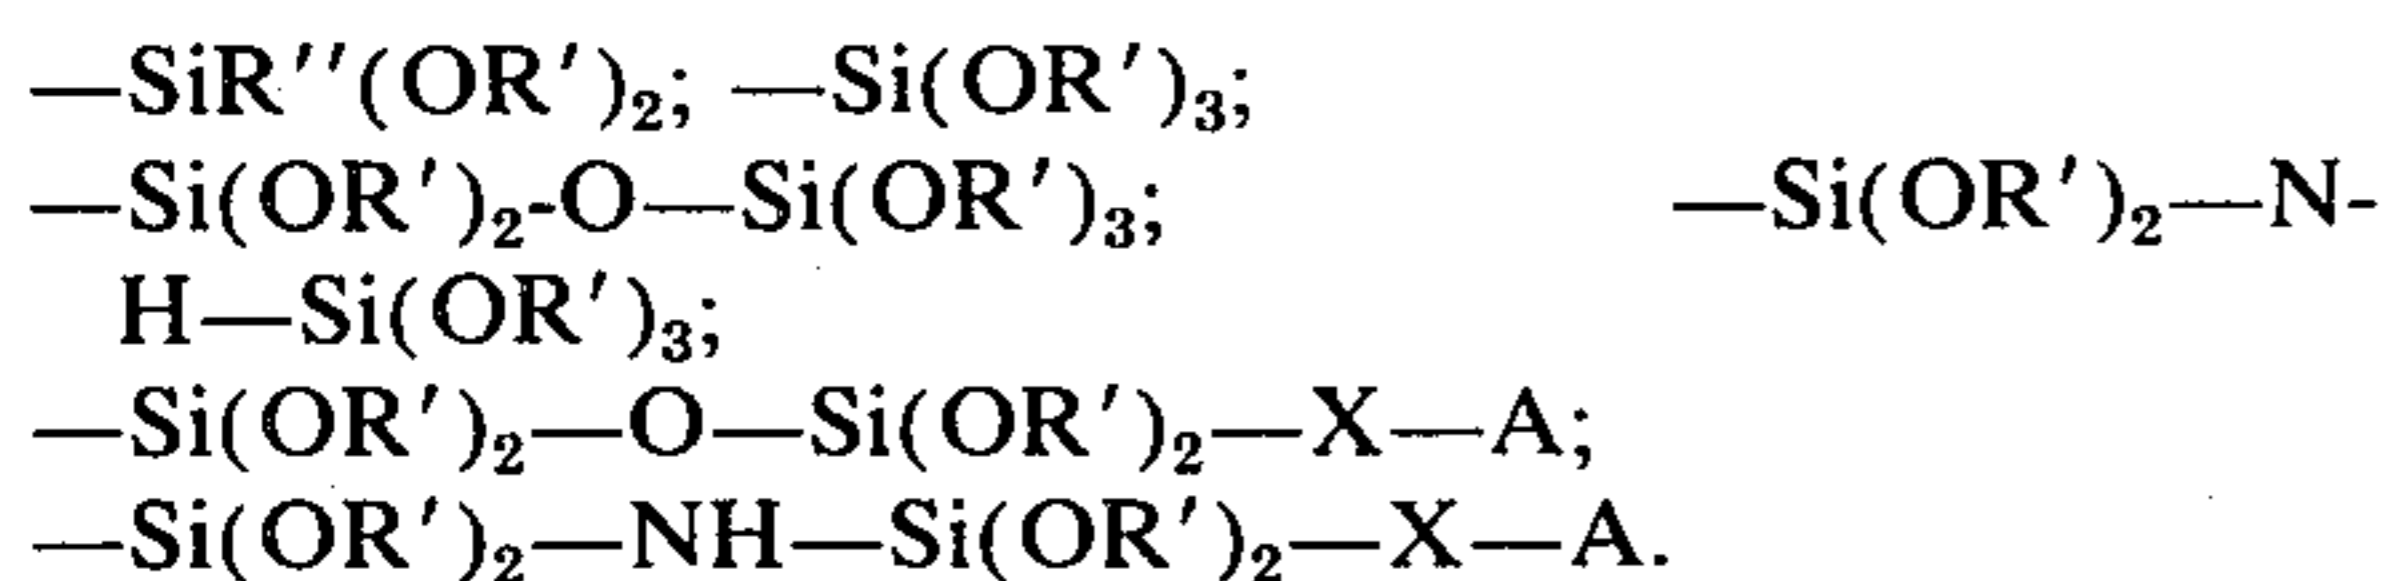 —SiR′′(OR′)₂; —Si(OR′)₃;
—Si(OR′)₂-O—Si(OR′)₃; —Si(OR′)₂—N-
H—Si(OR′)₃;
—Si(OR′)₂—O—Si(OR′)₂—X—A;
—Si(OR′)₂—NH—Si(OR′)₂—X—A.